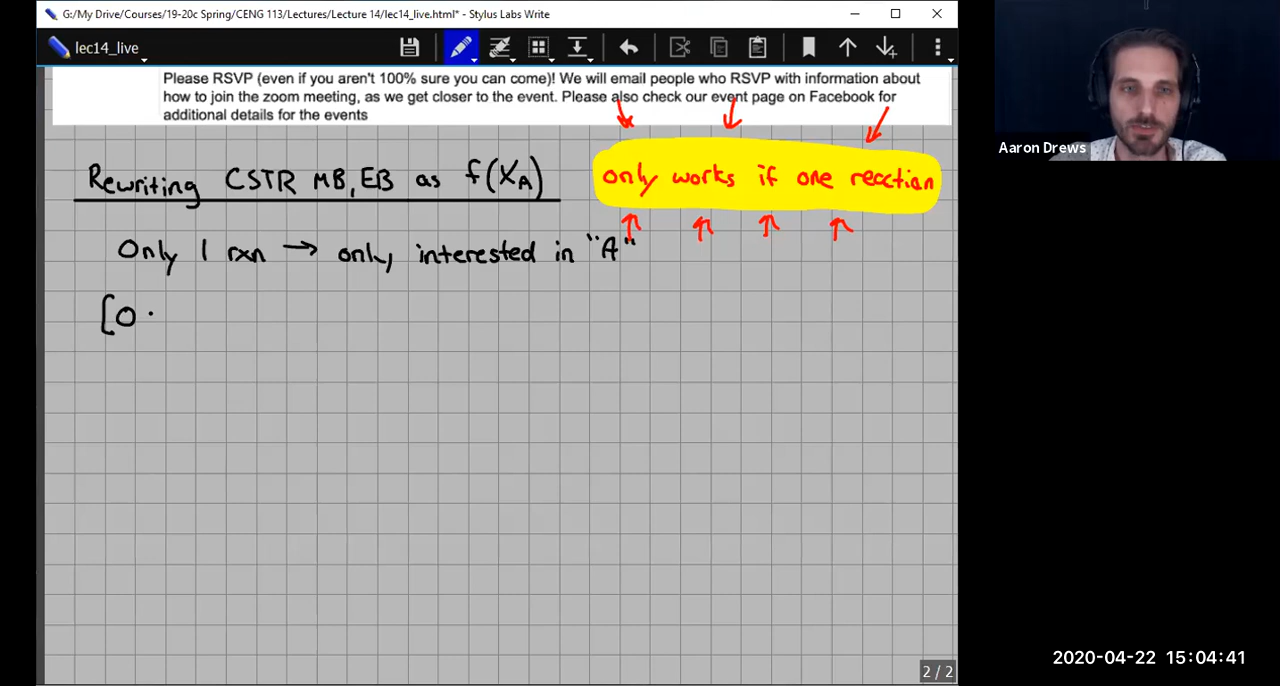 G:/My Drive/Courses/19-20c Spring/CENG 113/Lectures/Lecture 14/lec14_live.html* - Stylus Labs Write
lec14_live
Please RSVP (even if you aren't 100% sure you can come)! We will email people who RSVP with information about
how to join the zoom meeting, as we get closer to the event. Please also check our event page on Facebook for
additional details for the events
Aaron Drews
Rewriting CSTR MB, EB as f(XA)
only works if one reaction
Only 1 rxn → only interested in "A"
[0 ·
2 / 2
2020-04-22 15:04:41